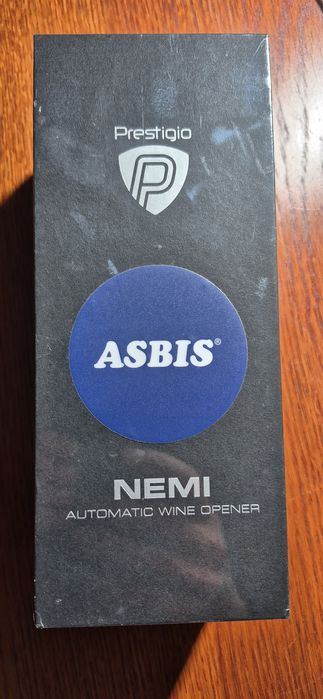 Prestigio
P
ASBIS®
NEMI
AUTOMATIC WINE OPENER